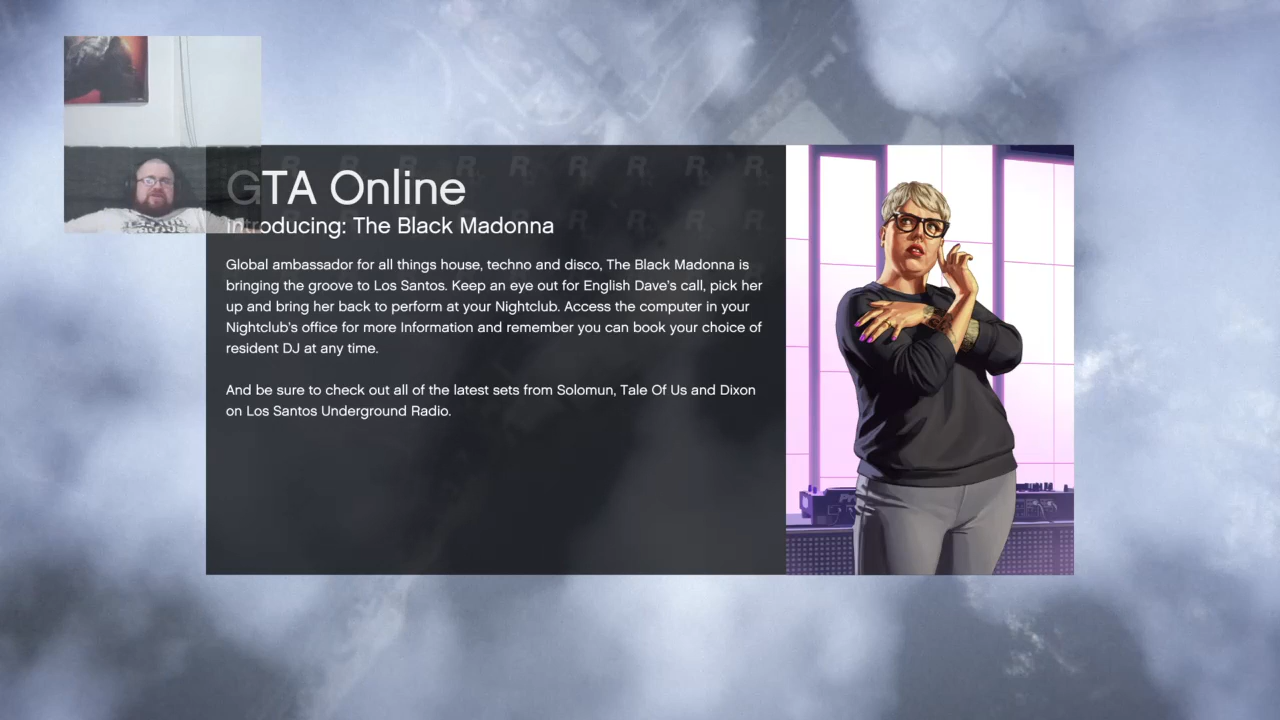 GTA Online
Introducing: The Black Madonna
Global ambassador for all things house, techno and disco, The Black Madonna is
bringing the groove to Los Santos. Keep an eye out for English Dave's call, pick her
up and bring her back to perform at your Nightclub. Access the computer in your
Nightclub's office for more Information and remember you can book your choice of
resident DJ at any time.
And be sure to check out all of the latest sets from Solomun, Tale Of Us and Dixon
on Los Santos Underground Radio.